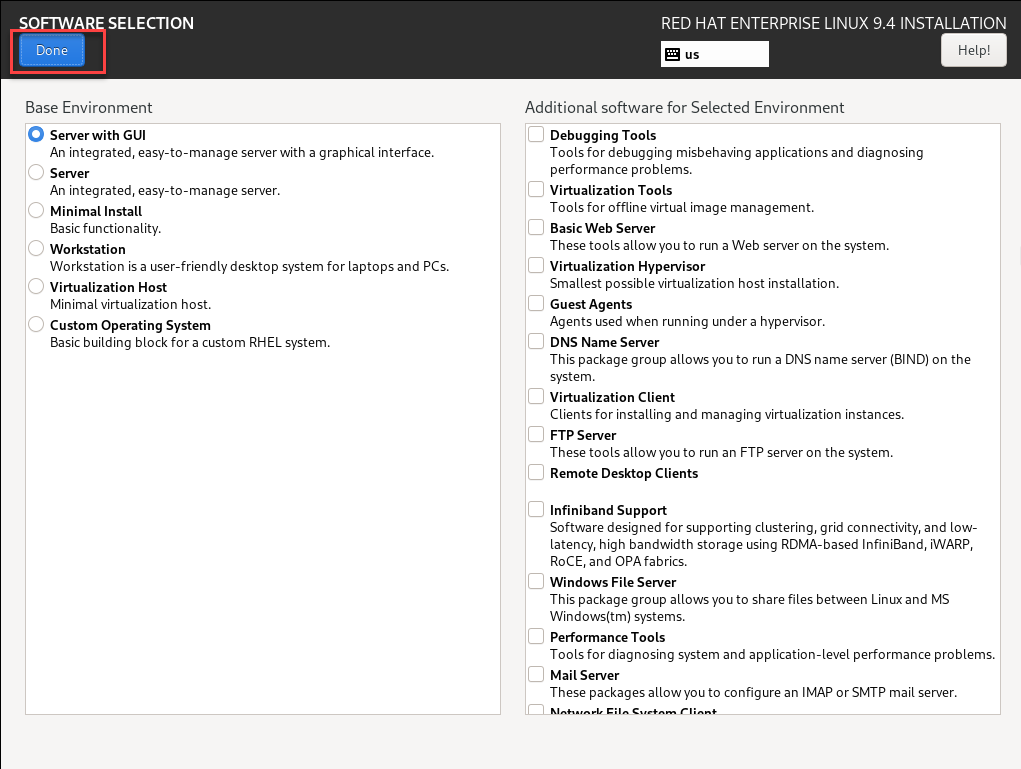 SOFTWARE SELECTION
RED HAT ENTERPRISE LINUX 9.4 INSTALLATION
Done
us
Help!
Base Environment
Server with GUI
An integrated, easy-to-manage server with a graphical interface.
Server
An integrated, easy-to-manage server.
Minimal Install
Basic functionality.
Workstation
Workstation is a user-friendly desktop system for laptops and PCs.
Virtualization Host
Minimal virtualization host.
Custom Operating System
Basic building block for a custom RHEL system.
Additional software for Selected Environment
Debugging Tools
Tools for debugging misbehaving applications and diagnosing
performance problems.
Virtualization Tools
Tools for offline virtual image management.
Basic Web Server
These tools allow you to run a Web server on the system.
Virtualization Hypervisor
Smallest possible virtualization host installation.
Guest Agents
Agents used when running under a hypervisor.
DNS Name Server
This package group allows you to run a DNS name server (BIND) on the
system.
Virtualization Client
Clients for installing and managing virtualization instances.
FTP Server
These tools allow you to run an FTP server on the system.
Remote Desktop Clients
Infiniband Support
Software designed for supporting clustering, grid connectivity, and low-
latency, high bandwidth storage using RDMA-based InfiniBand, iWARP,
RoCE, and OPA fabrics.
Windows File Server
This package group allows you to share files between Linux and MS
Windows(tm) systems.
Performance Tools
Tools for diagnosing system and application-level performance problems.
Mail Server
These packages allow you to configure an IMAP or SMTP mail server.
Network File System Client